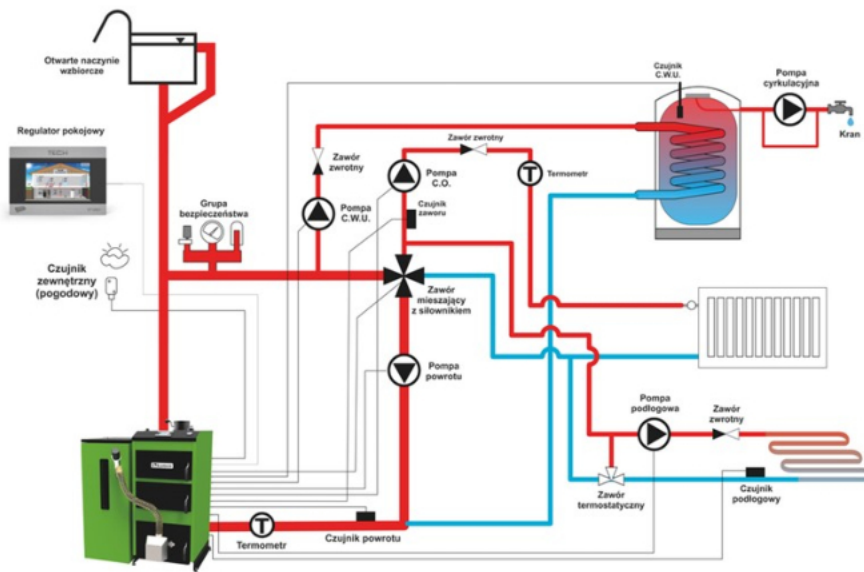 Otwarte naczynie
wzbiorcze
Regulator pokojowy
TECH
Grupa
bezpieczeństwa
Czujnik
zewnętrzny
(pogodowy)
Zawór
zwrotny
Pompa
C.W.U.
Zawór zwrotny
Pompa
C.O.
Czujnik
zaworu
T
Termometr
Czujnik
C.W.U.
Pompa
cyrkulacyjna
Kran
Zawór
mieszający
z siłownikiem
Pompa
powrotu
Pompa
podłogowa
Zawór
zwrotny
Zawór
termostatyczny
Czujnik
podłogowy
T
Termometr
Czujnik powrotu